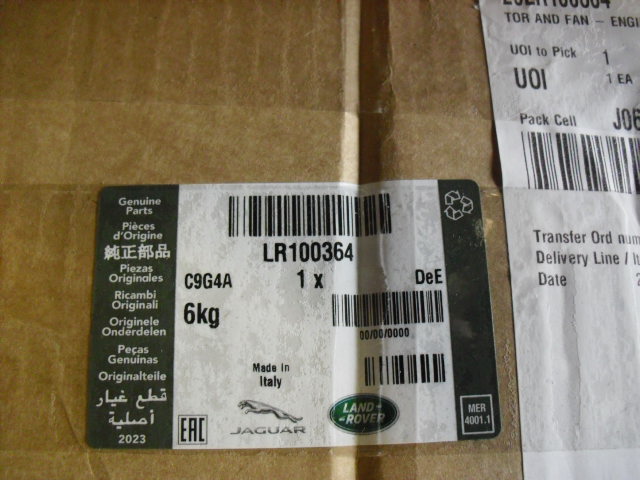 TOR AND FAN – ENGI
UOI to Pick 1
UOI 1 EA
Pack Cell J06
Transfer Ord num
Delivery Line / It
Date 2
Genuine
Parts
Pièces
d'Origine
純正部品
Piezas
Originales
Ricambi
Originali
Originele
Onderdelen
Peças
Genuinas
Originalteile
قطع غيار
أصلية
2023
LR100364
C9G4A 1 x DeE
6kg
00/00/0000
Made in
Italy
EAC
JAGUAR
LAND-
-ROVER
MER
4001.1